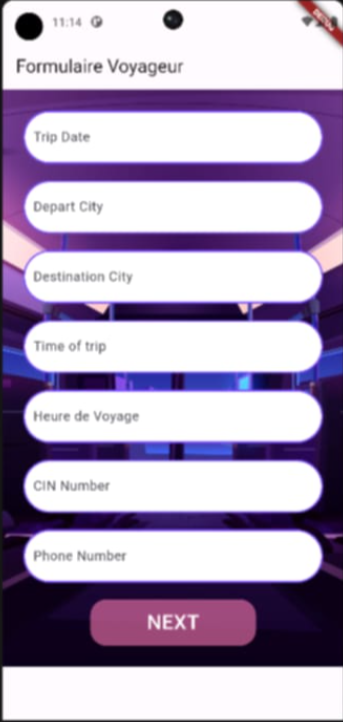 11:14
DEBUG
Formulaire Voyageur
Trip Date
Depart City
Destination City
Time of trip
Heure de Voyage
CIN Number
Phone Number
NEXT